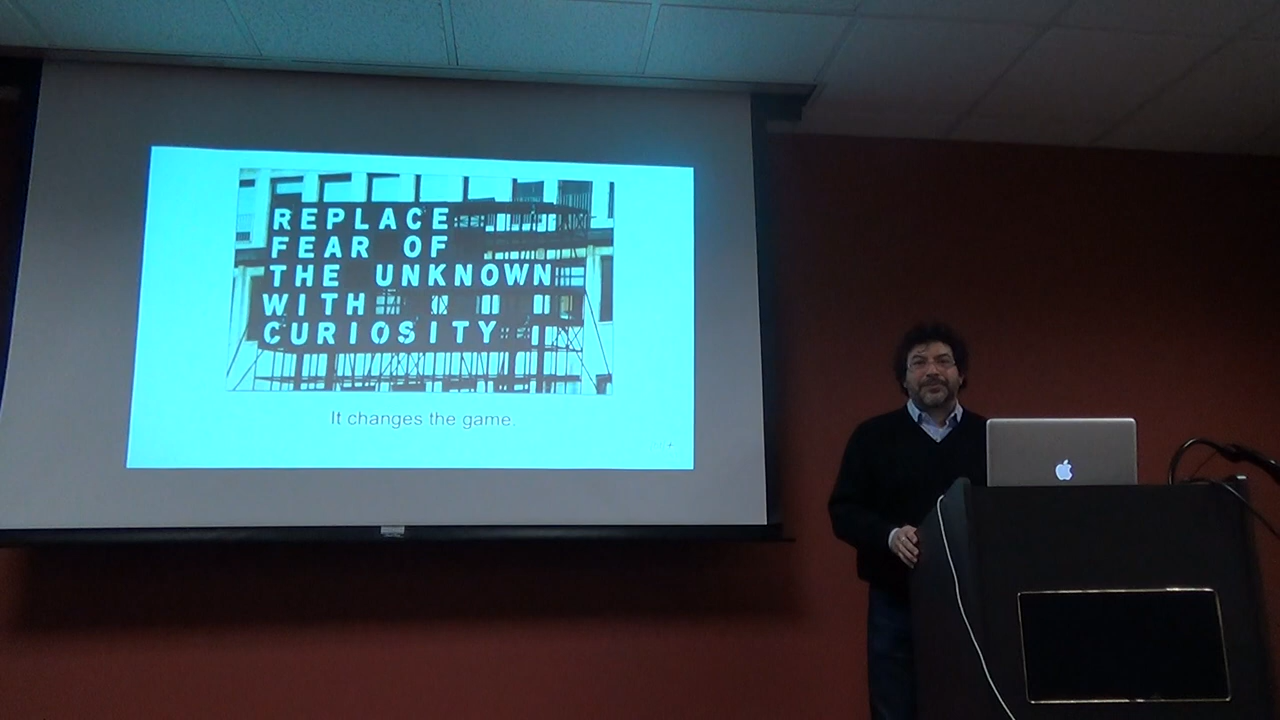 REPLACE
FEAR OF
THE UNKNOWN
WITH
CURIOSITY
It changes the game.